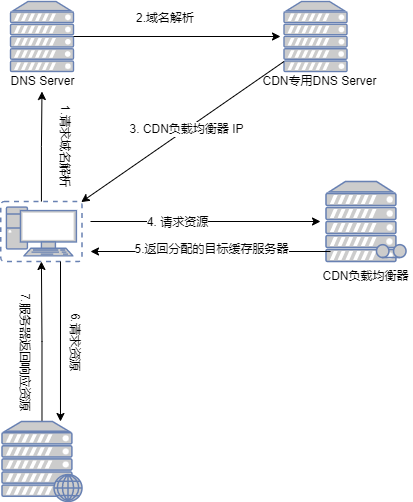 2.域名解析
DNS Server
CDN专用DNS Server
1.请求域名解析
3. CDN负载均衡器 IP
4. 请求资源
5.返回分配的目标缓存服务器
CDN负载均衡器
7.服务器返回响应资源
6.请求资源